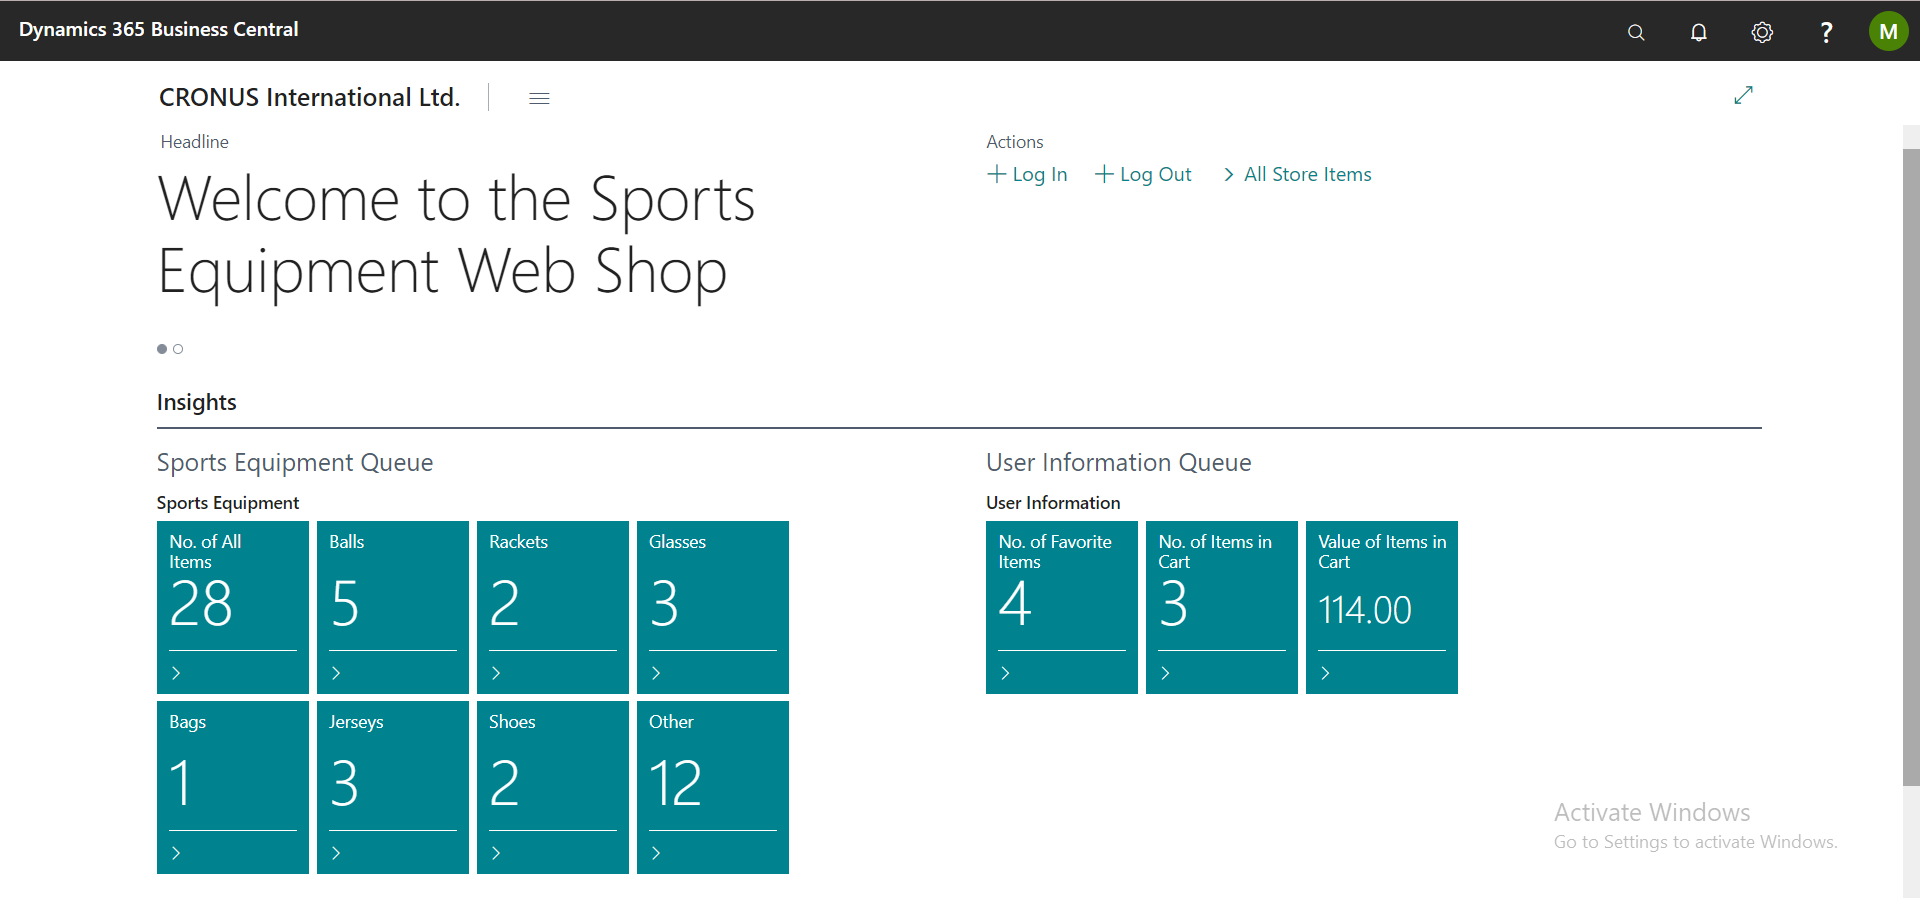 Dynamics 365 Business Central
?
M
CRONUS International Ltd.
Headline
Welcome to the Sports
Equipment Web Shop
Actions
+ Log In + Log Out > All Store Items
Insights
Sports Equipment Queue
Sports Equipment
No. of All
Items
28
Balls
5
Rackets
2
Glasses
3
Bags
1
Jerseys
3
Shoes
2
Other
12
User Information Queue
User Information
No. of Favorite
Items
4
No. of Items in
Cart
3
Value of Items in
Cart
114.00
Activate Windows
Go to Settings to activate Windows.